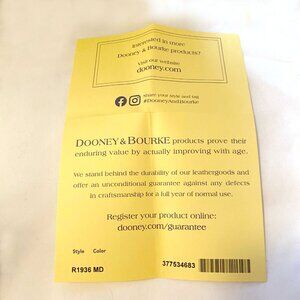 Interested in more
Dooney & Bourke products?
Visit our website
dooney.com
share your style and tag
#DooneyAndBourke
DOONEY & BOURKE products prove their
enduring value by actually improving with age.
We stand behind the durability of our leathergoods and
offer an unconditional guarantee against any defects
in craftsmanship for a full year of normal use.
Register your product online:
dooney.com/guarantee
Style Color
R1936 MD
377534683